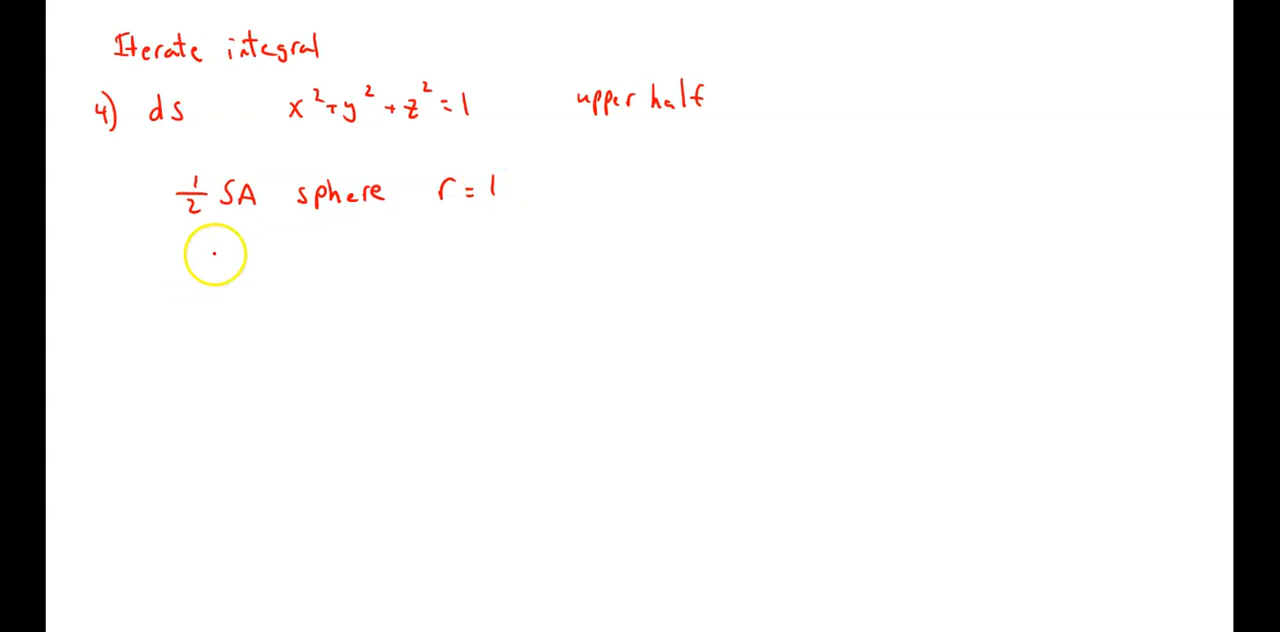 Iterate integral
4) ds x² + y² + z² = 1 upper half
1/2 SA sphere r = 1